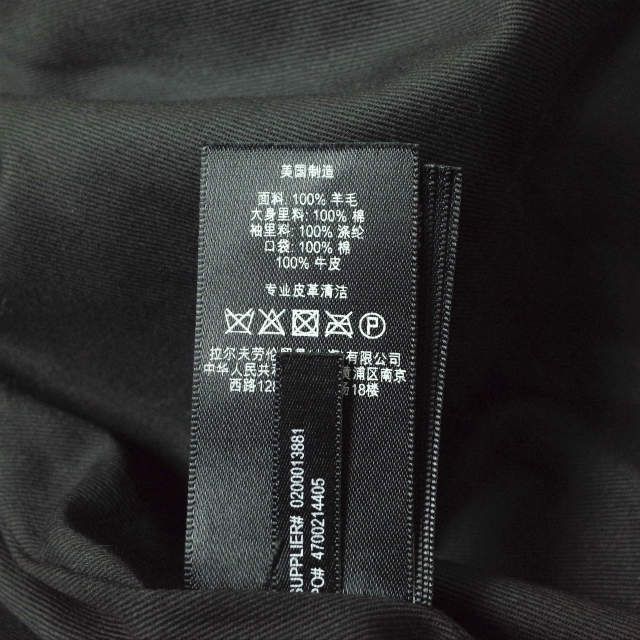 美国制造
面料: 100% 羊毛
大身里料: 100% 棉
袖里料: 100% 涤纶
口袋: 100% 棉
100% 牛皮
专业皮革清洁
P
拉尔夫劳伦 有限公司
中华人民共 黄浦区南京
西路128 18楼
SUPPLIER# 0200013881
PO# 4700214405